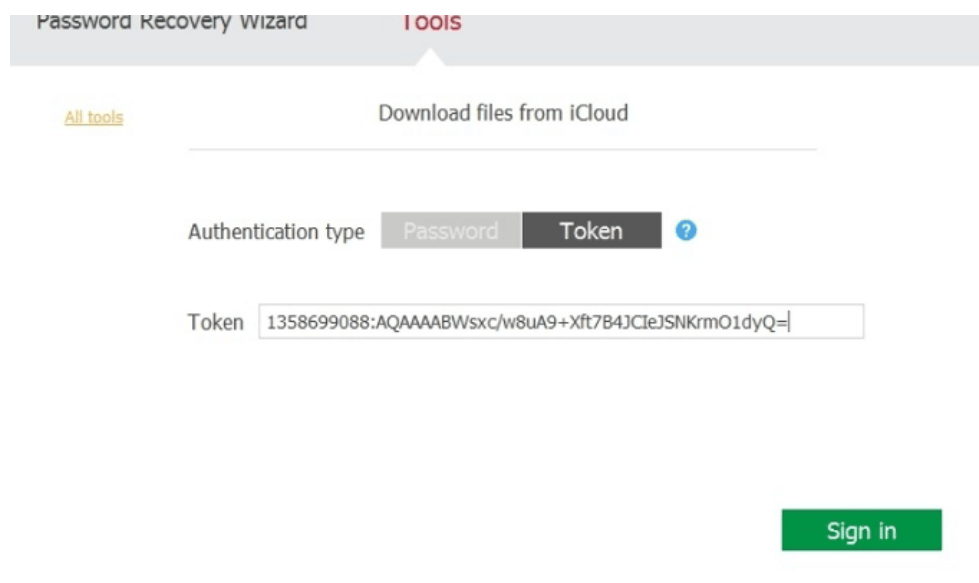 Password Recovery Wizard Tools
All tools
Download files from iCloud
Authentication type Password Token ?
Token 1358699088:AQAAAABWsxc/w8uA9+Xft7B4JCIeJSNKrmO1dyQ=
Sign in